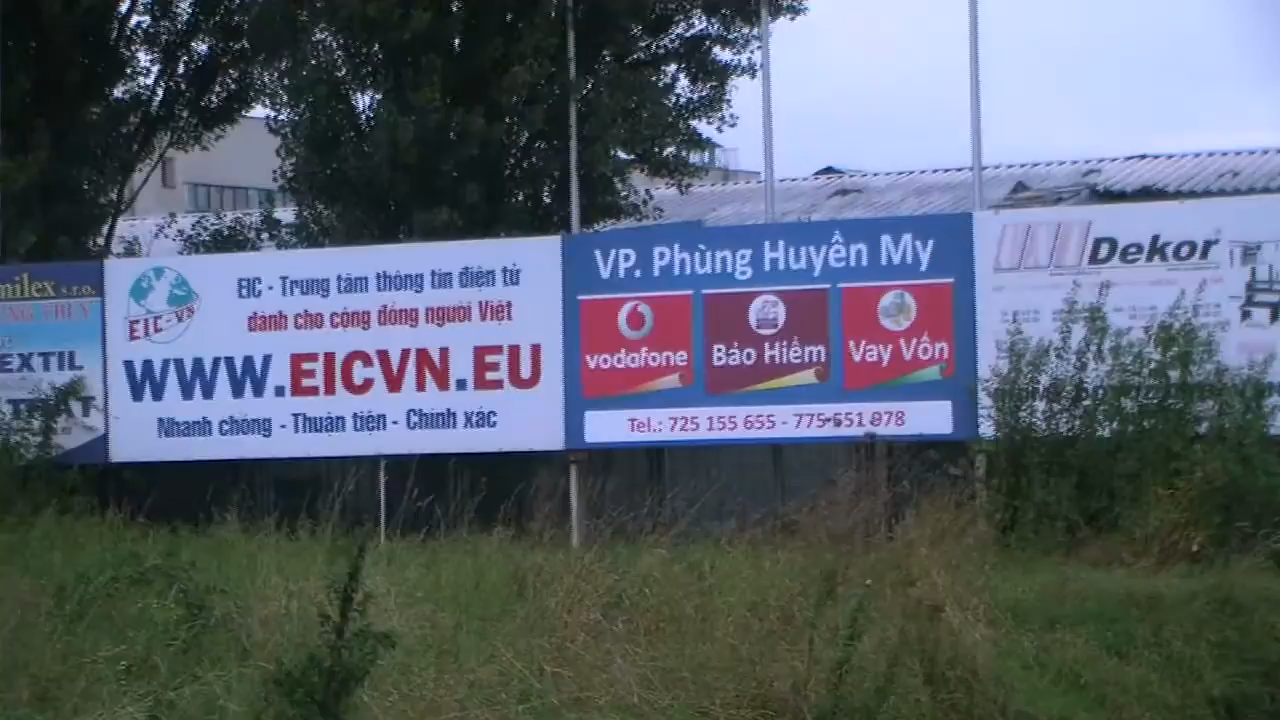 milex s.r.o.
EXTIL
EIC-VN
EIC - Trung tâm thông tin điện tử
dành cho cộng đồng người Việt
WWW.EICVN.EU
Nhanh chóng - Thuận tiện - Chính xác
VP. Phùng Huyền My
vodafone
Bảo Hiểm
Vay Vốn
Tel.: 725 155 655 - 775 551 978
Dekor